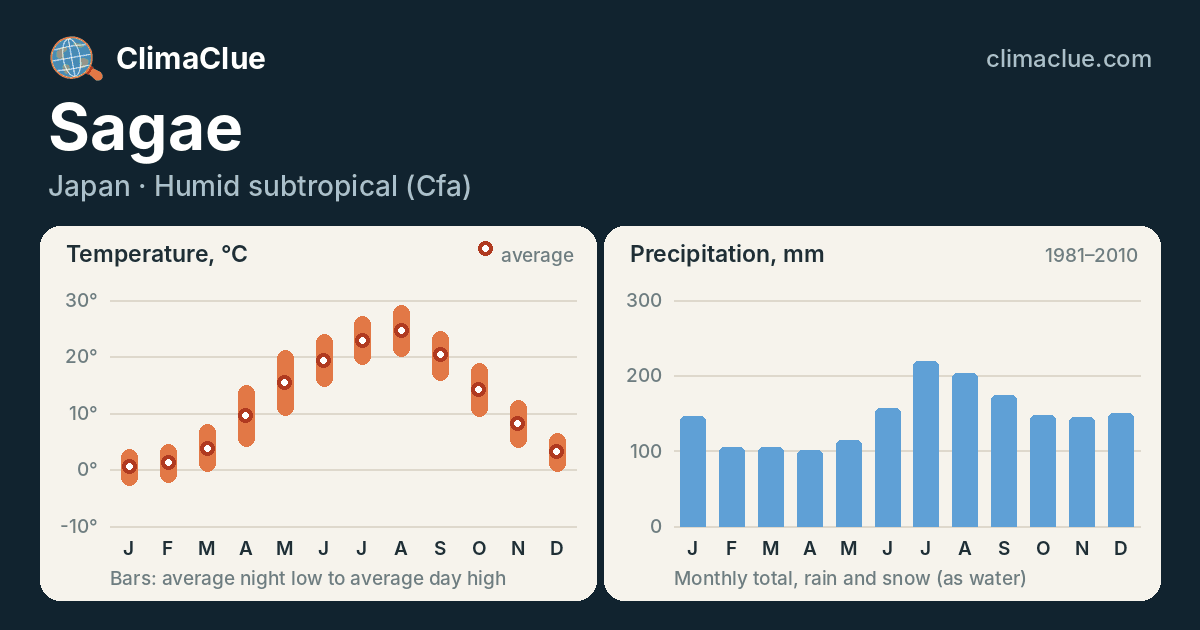 ClimaClue
climaclue.com
Sagae
Japan · Humid subtropical (Cfa)
Temperature, °C
average
30°
20°
10°
0°
-10°
J F M A M J J A S O N D
Bars: average night low to average day high
Precipitation, mm
1981–2010
300
200
100
0
J F M A M J J A S O N D
Monthly total, rain and snow (as water)